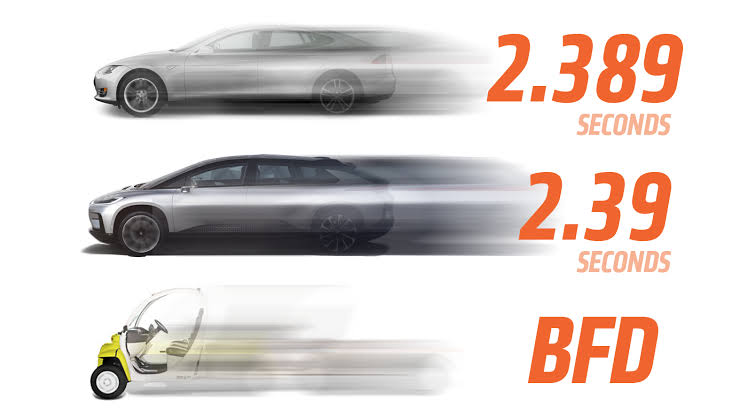 2.389
SECONDS
2.39
SECONDS
BFD